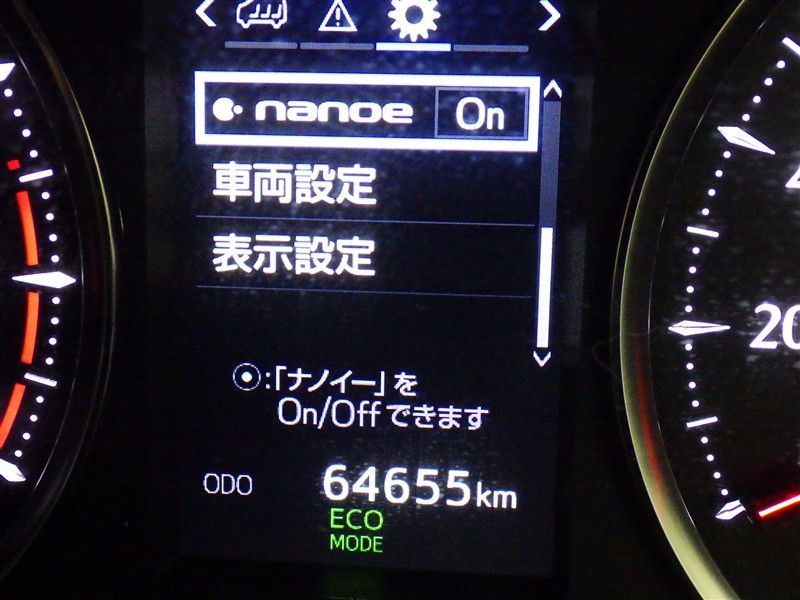 nanoe On
車両設定
表示設定
⦿:「ナノイー」を
On/Offできます
20
ODO 64655km
ECO
MODE